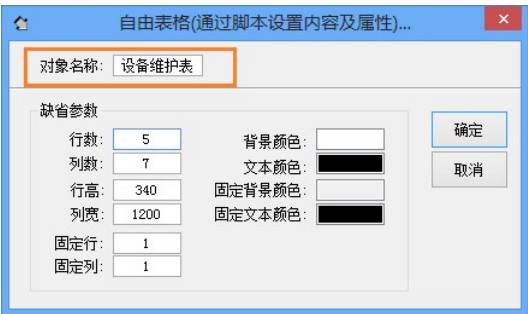 自由表格(通过脚本设置内容及属性)...
对象名称: 设备维护表
缺省参数
行数: 5 背景颜色:
列数: 7 文本颜色:
行高: 340 固定背景颜色:
列宽: 1200 固定文本颜色:
固定行: 1
固定列: 1
确定
取消